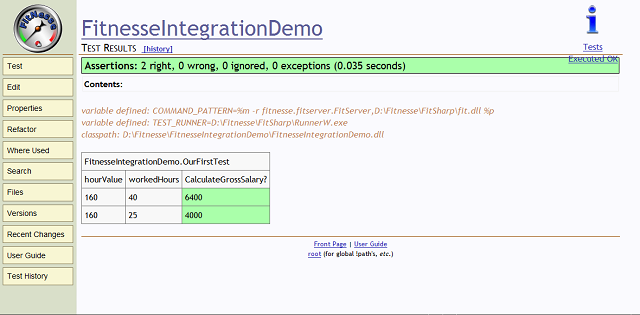 FitNesse
FitnesseIntegrationDemo
TEST RESULTS [history]
Tests
Executed OK
Assertions: 2 right, 0 wrong, 0 ignored, 0 exceptions (0.035 seconds)
Contents:
variable defined: COMMAND_PATTERN=%m -r fitnesse.fitserver.FitServer,D:\Fitnesse\FitSharp\fit.dll %p
variable defined: TEST_RUNNER=D:\Fitnesse\FitSharp\RunnerW.exe
classpath: D:\Fitnesse\FitnesseIntegrationDemo\FitnesseIntegrationDemo.dll
FitnesseIntegrationDemo.OurFirstTest
hourValue workedHours CalculateGrossSalary?
160 40 6400
160 25 4000
Front Page | User Guide
root (for global !path's, etc.)
Test
Edit
Properties
Refactor
Where Used
Search
Files
Versions
Recent Changes
User Guide
Test History